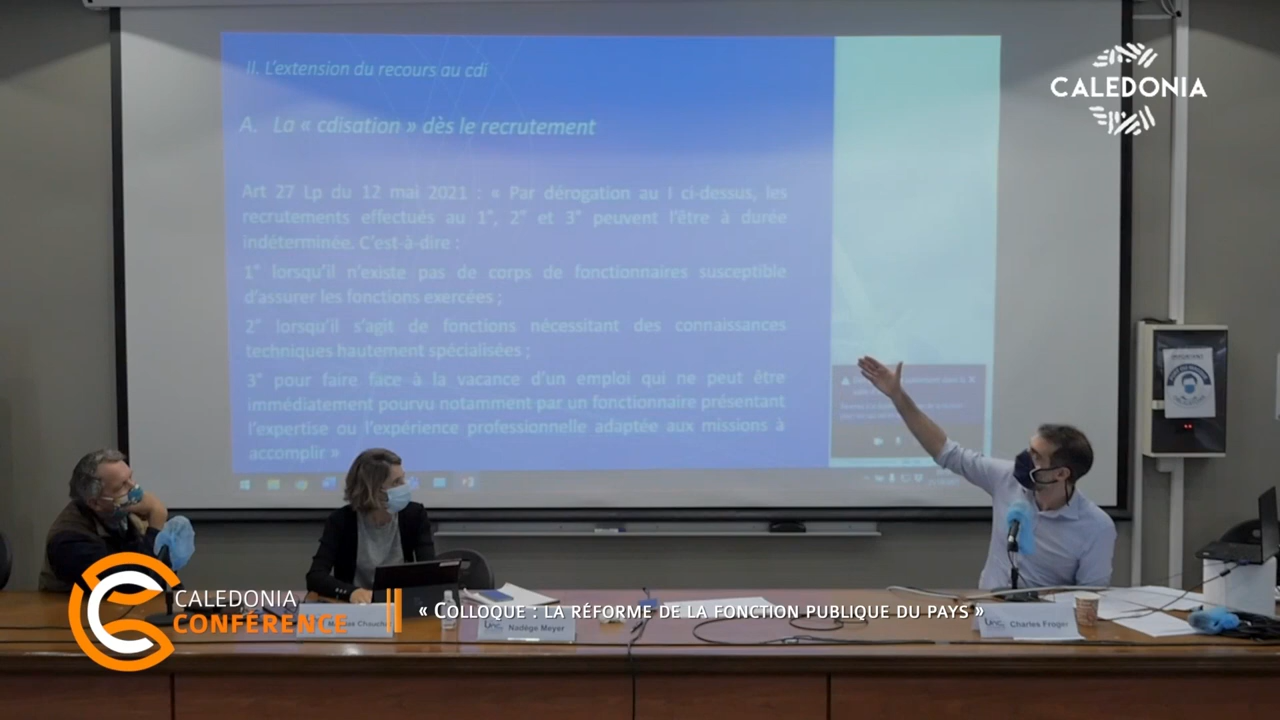 II. L'extension du recours au cdi
A. La « cdisation » dès le recrutement
Art 27 Lp du 12 mai 2021 : « Par dérogation au I ci-dessus, les
recrutements effectués au 1°, 2° et 3° peuvent l'être à durée
indéterminée. C'est-à-dire :
1° lorsqu'il n'existe pas de corps de fonctionnaires susceptible
d'assurer les fonctions exercées ;
2° lorsqu'il s'agit de fonctions nécessitant des connaissances
techniques hautement spécialisées ;
3° pour faire face à la vacance d'un emploi qui ne peut être
immédiatement pourvu notamment par un fonctionnaire présentant
l'expertise ou l'expérience professionnelle adaptée aux missions à
accomplir »
CALEDONIA
CALEDONIA
CONFÉRENCE
« COLLOQUE : LA RÉFORME DE LA FONCTION PUBLIQUE DU PAYS »
Nadège Meyer
Charles Froger